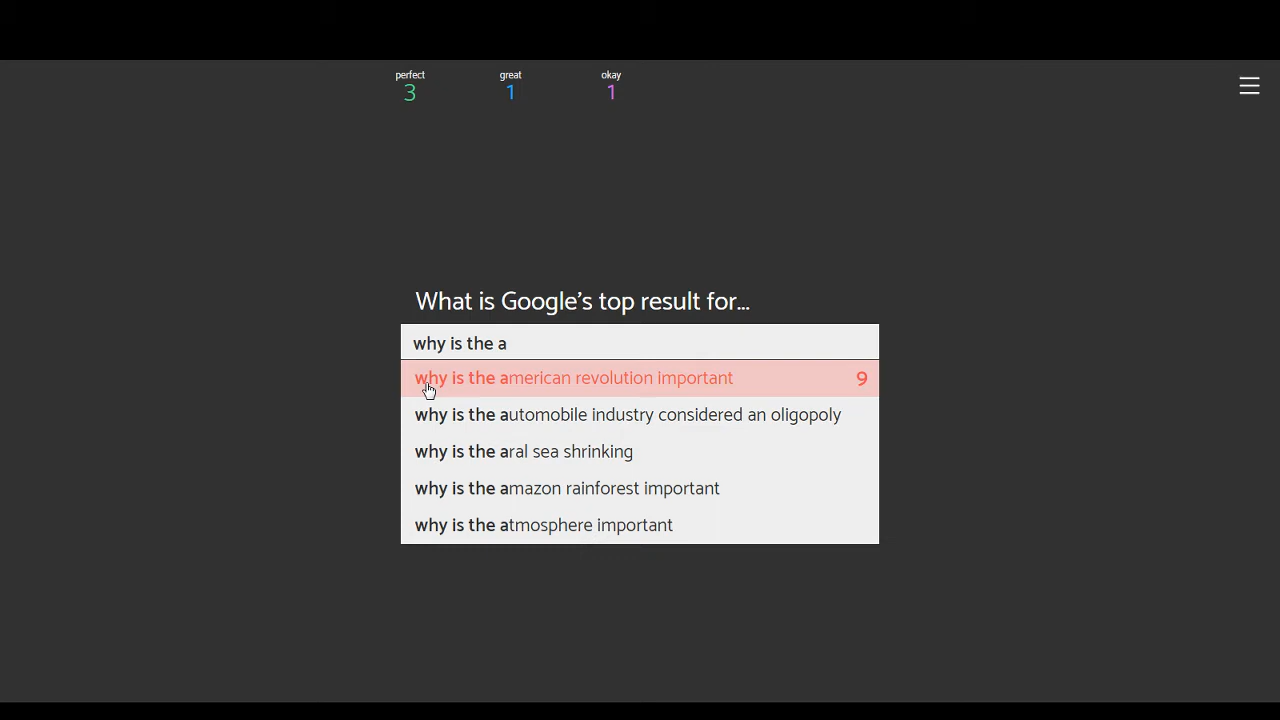 perfect great okay
3 1 1
What is Google's top result for...
why is the a
why is the american revolution important 9
why is the automobile industry considered an oligopoly
why is the aral sea shrinking
why is the amazon rainforest important
why is the atmosphere important